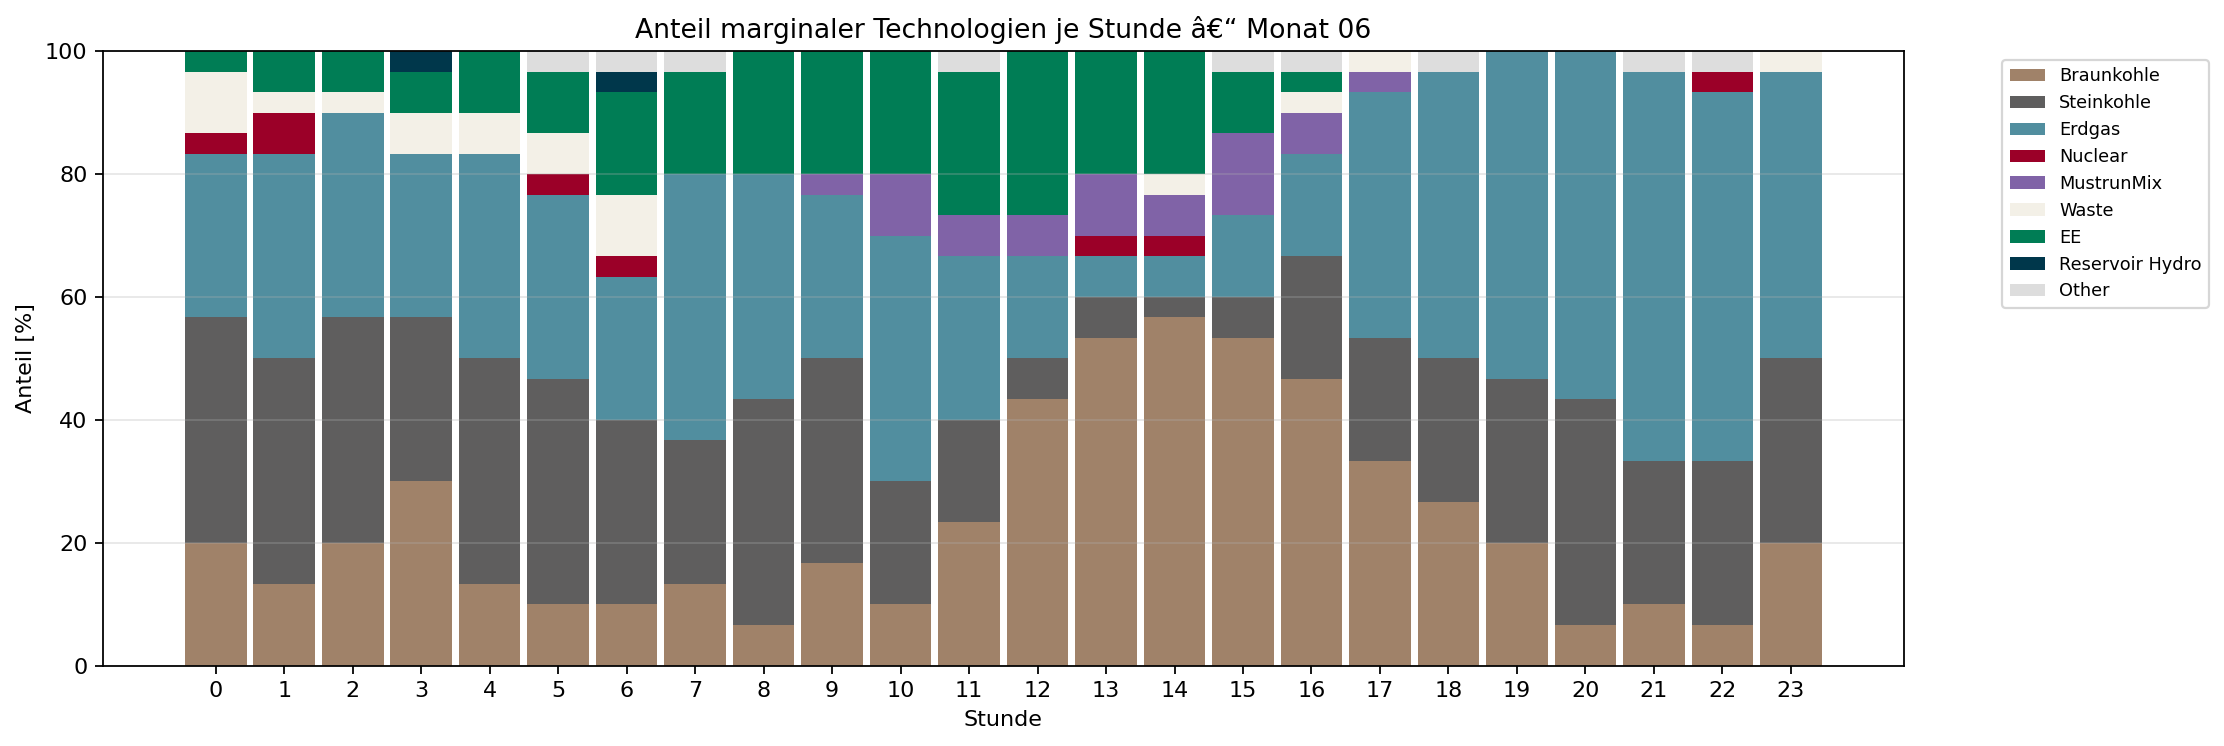 Anteil marginaler Technologien je Stunde â€“ Monat 06
Anteil [%]
100
80
60
40
20
0
0 1 2 3 4 5 6 7 8 9 10 11 12 13 14 15 16 17 18 19 20 21 22 23
Stunde
Braunkohle
Steinkohle
Erdgas
Nuclear
MustrunMix
Waste
EE
Reservoir Hydro
Other